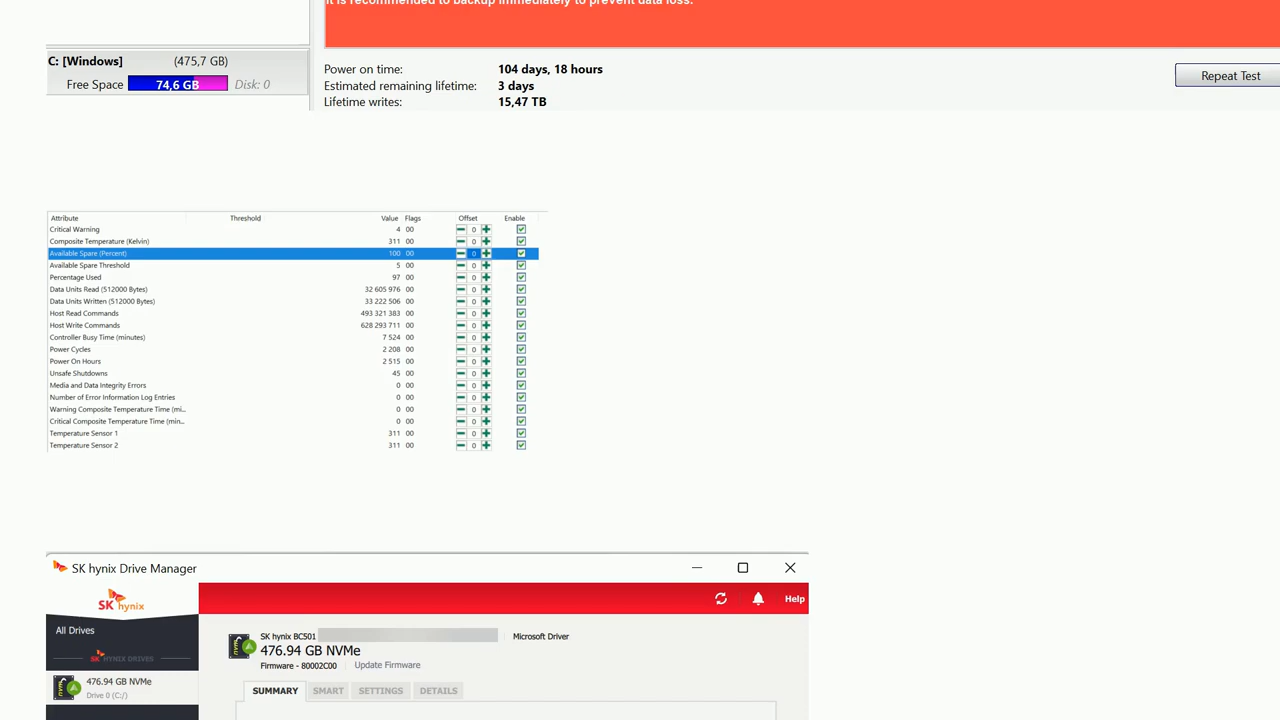 It is recommended to backup immediately to prevent data loss.
C: [Windows] (475,7 GB)
Free Space 74,6 GB Disk: 0
Power on time: 104 days, 18 hours
Estimated remaining lifetime: 3 days
Lifetime writes: 15,47 TB
Repeat Test
Attribute Threshold Value Flags Offset Enable
Critical Warning 4 00 0
Composite Temperature (Kelvin) 311 00 0
Available Spare (Percent) 100 00 0
Available Spare Threshold 5 00 0
Percentage Used 97 00 0
Data Units Read (512000 Bytes) 32 605 976 00 0
Data Units Written (512000 Bytes) 33 222 506 00 0
Host Read Commands 493 321 383 00 0
Host Write Commands 628 293 711 00 0
Controller Busy Time (minutes) 7 524 00 0
Power Cycles 2 208 00 0
Power On Hours 2 515 00 0
Unsafe Shutdowns 45 00 0
Media and Data Integrity Errors 0 00 0
Number of Error Information Log Entries 0 00 0
Warning Composite Temperature Time (mi... 0 00 0
Critical Composite Temperature Time (min... 0 00 0
Temperature Sensor 1 311 00 0
Temperature Sensor 2 311 00 0
SK hynix Drive Manager
SK hynix
Help
All Drives
SK HYNIX DRIVES
476.94 GB NVMe
Drive 0 (C:/)
SK hynix BC501 Microsoft Driver
476.94 GB NVMe
Firmware - 80002C00 Update Firmware
SUMMARY SMART SETTINGS DETAILS